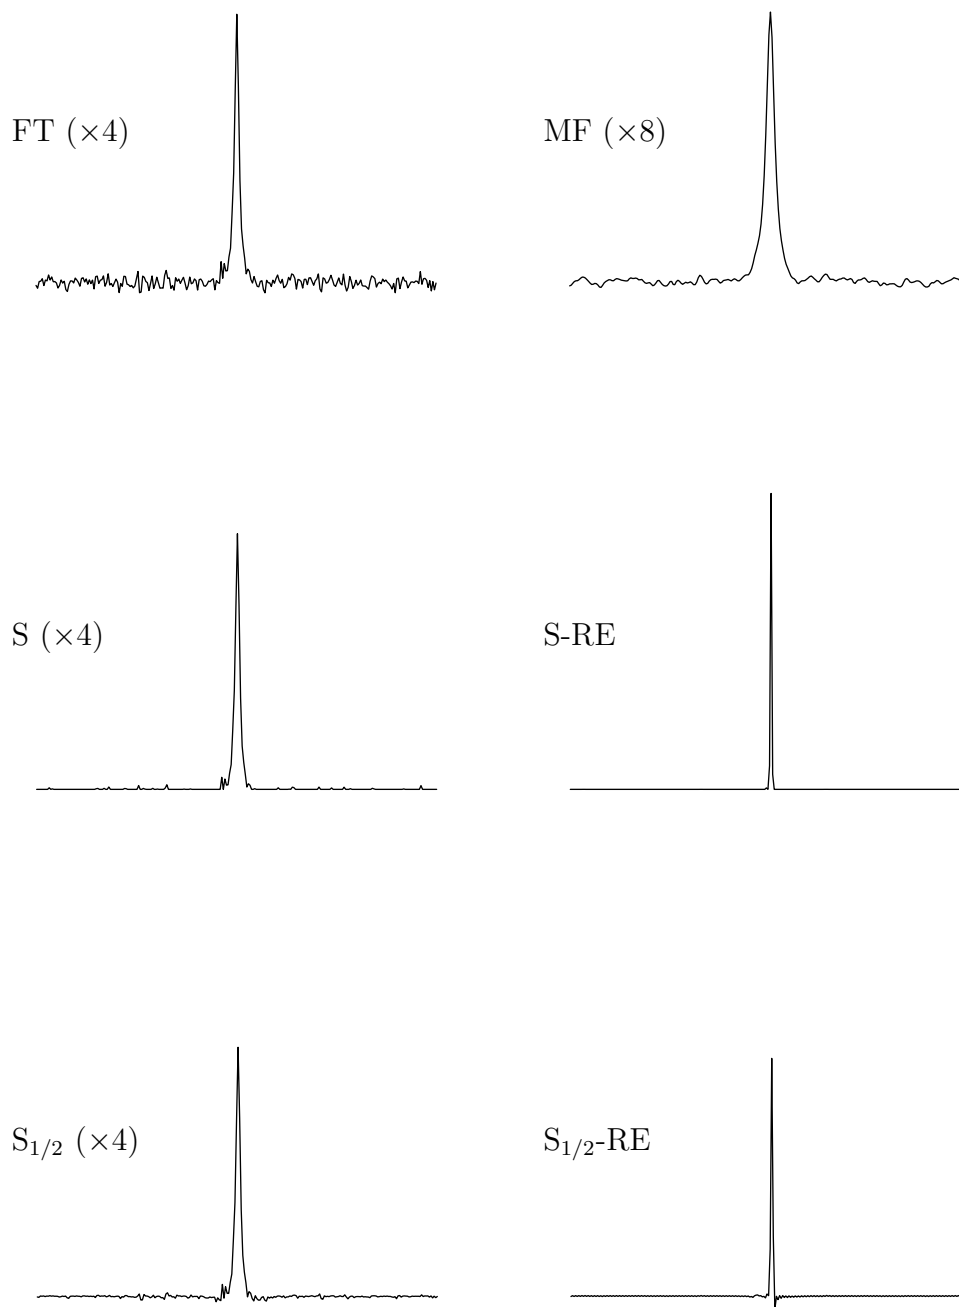 FT (×4)
MF (×8)
S (×4)
S-RE
S₁/₂ (×4)
S₁/₂-RE